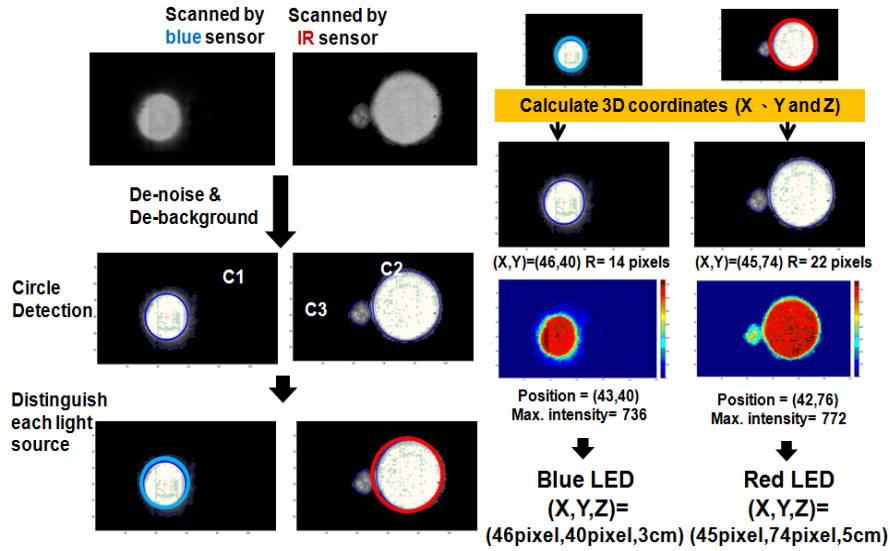 Scanned by
blue sensor
Scanned by
IR sensor
De-noise &
De-background
Circle
Detection
C1
C2
C3
Distinguish
each light
source
Calculate 3D coordinates (X 、Y and Z)
(X,Y)=(46,40) R= 14 pixels
(X,Y)=(45,74) R= 22 pixels
Position = (43,40)
Max. intensity= 736
Position = (42,76)
Max. intensity= 772
Blue LED
(X,Y,Z)=
(46pixel,40pixel,3cm)
Red LED
(X,Y,Z)=
(45pixel,74pixel,5cm)